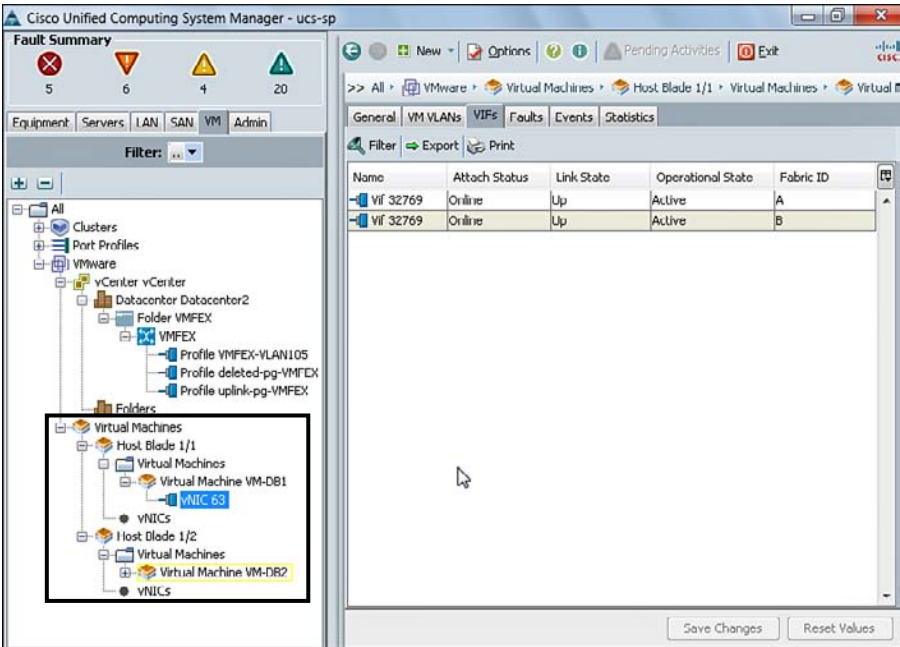 Cisco Unified Computing System Manager - ucs-sp
Fault Summary
5 6 4 20
Equipment Servers LAN SAN VM Admin
Filter: ..
All
Clusters
Port Profiles
VMware
vCenter vCenter
Datacenter Datacenter2
Folder VMFEX
VMFEX
Profile VMFEX-VLAN105
Profile deleted-pg-VMFEX
Profile uplink-pg-VMFEX
Folders
Virtual Machines
Host Blade 1/1
Virtual Machines
Virtual Machine VM-DB1
vNIC 63
vNICs
Host Blade 1/2
Virtual Machines
Virtual Machine VM-DB2
vNICs
New Options Pending Activities Exit
CISC
>> All VMware Virtual Machines Host Blade 1/1 Virtual Machines Virtual
General VM VLANs VIFs Faults Events Statistics
Filter Export Print
Name Attach Status Link State Operational State Fabric ID
Vif 32769 Online Up Active A
Vif 32769 Online Up Active B
Save Changes Reset Values